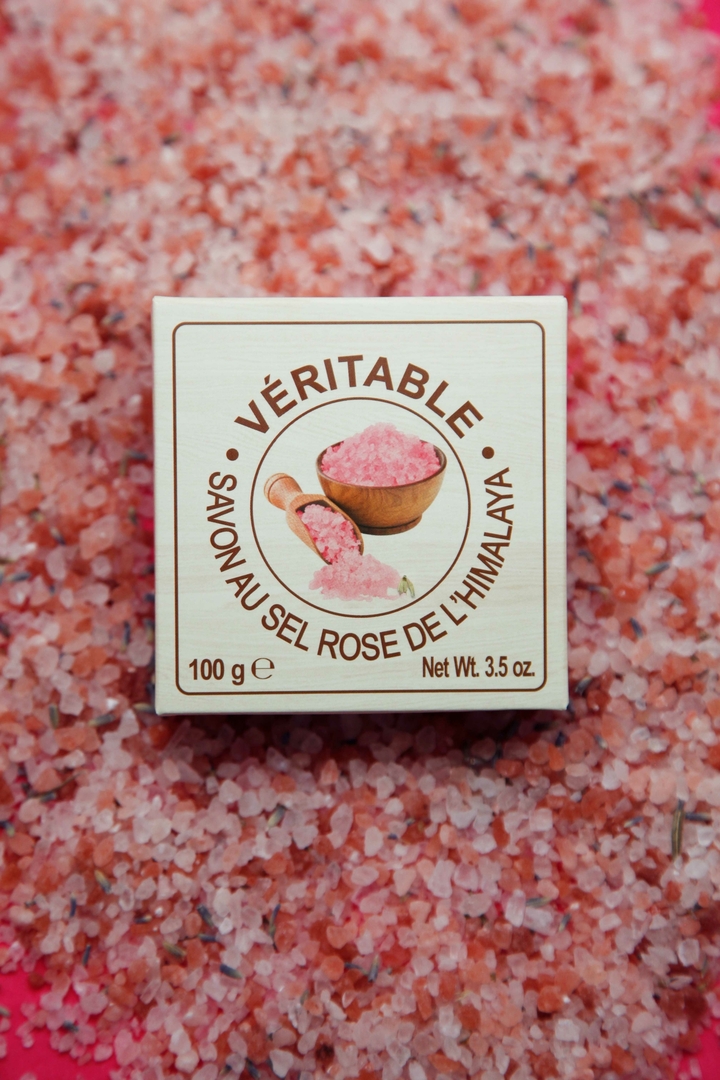 VÉRITABLE
SAVON AU SEL ROSE DE L'HIMALAYA
100 g ℮
Net Wt. 3.5 oz.